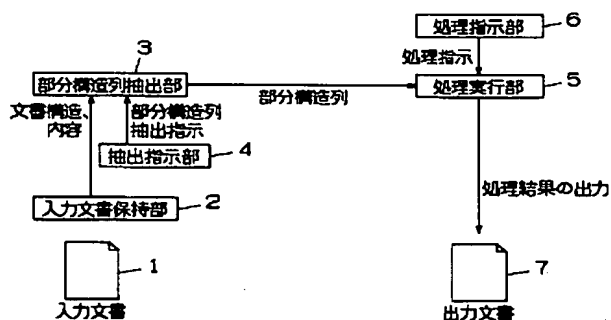 6
処理指示部
処理指示
3
部分構造列抽出部
部分構造列
5
処理実行部
文書構造、
内容
部分構造列
抽出指示
抽出指示部
4
入力文書保持部
2
処理結果の出力
1
入力文書
7
出力文書